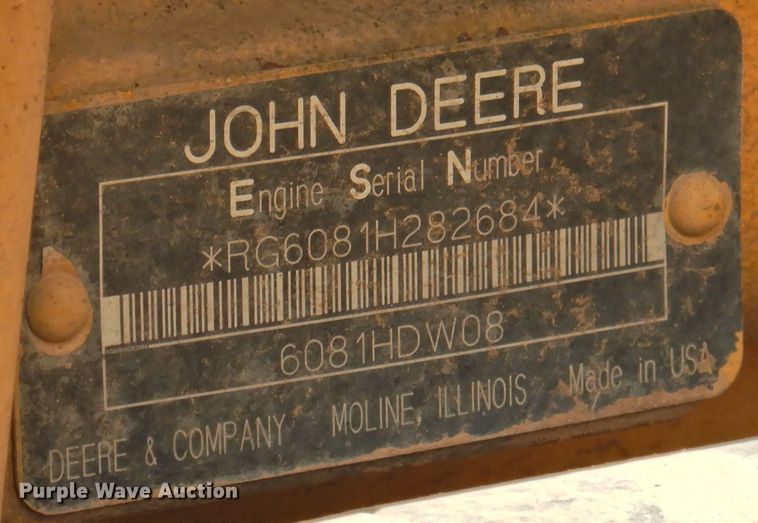 JOHN DEERE
Engine Serial Number
*RG6081H282684*
6081HDW08
DEERE & COMPANY MOLINE, ILLINOIS Made in USA
Purple Wave Auction